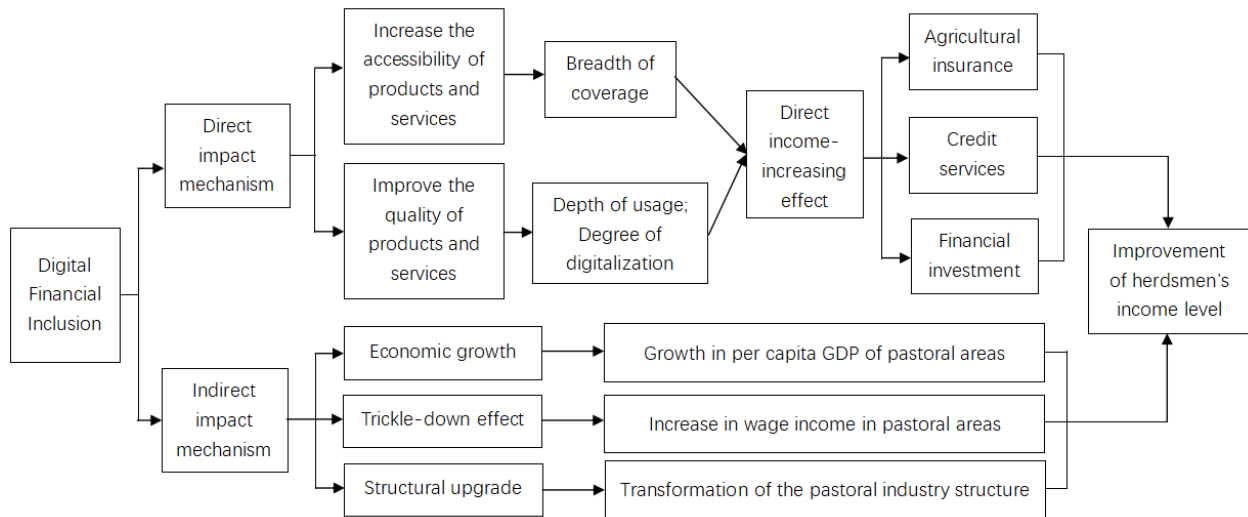 Digital
Financial
Inclusion
Direct
impact
mechanism
Increase the
accessibility of
products and
services
Breadth of
coverage
Improve the
quality of
products and
services
Depth of usage;
Degree of
digitalization
Direct
income-
increasing
effect
Agricultural
insurance
Credit
services
Financial
investment
Improvement
of herdsmen's
income level
Indirect
impact
mechanism
Economic growth
Growth in per capita GDP of pastoral areas
Trickle-down effect
Increase in wage income in pastoral areas
Structural upgrade
Transformation of the pastoral industry structure